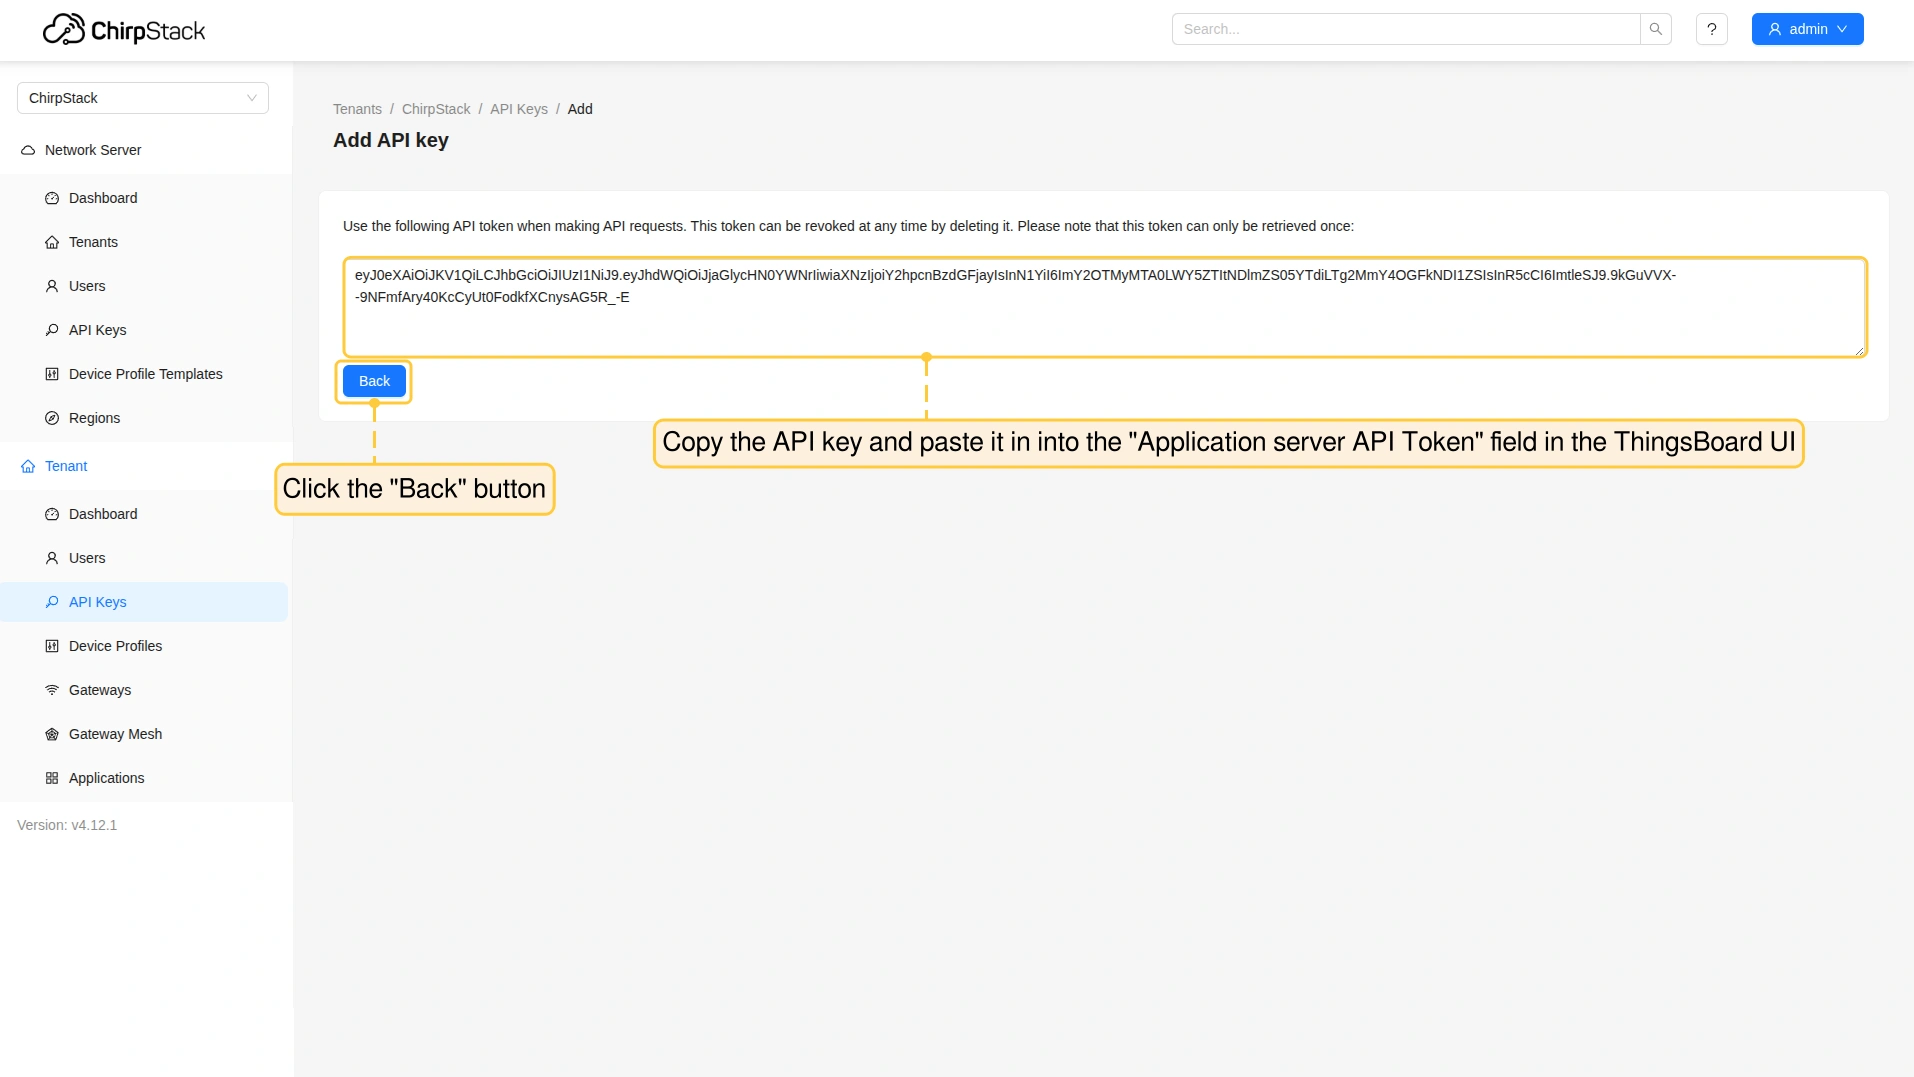 ChirpStack
Search...
?
admin
ChirpStack
Network Server
Dashboard
Tenants
Users
API Keys
Device Profile Templates
Regions
Tenant
Dashboard
Users
API Keys
Device Profiles
Gateways
Gateway Mesh
Applications
Version: v4.12.1
Tenants / ChirpStack / API Keys / Add
Add API key
Use the following API token when making API requests. This token can be revoked at any time by deleting it. Please note that this token can only be retrieved once:
eyJ0eXAiOiJKV1QiLCJhbGciOiJIUzI1NiJ9.eyJhdWQiOiJjaGlycHN0YWNrIiwiaXNzIjoiY2hpcnBzdGFjayIsInN1YiI6ImY2OTMyMTA0LWY5ZTItNDlmZS05YTdiLTg2MmY4OGFkNDI1ZSIsInR5cCI6ImtleSJ9.9kGuVVX-
-9NFmfAry40KcCyUt0FodkfXCnysAG5R_-E
Back
Copy the API key and paste it in into the "Application server API Token" field in the ThingsBoard UI
Click the "Back" button